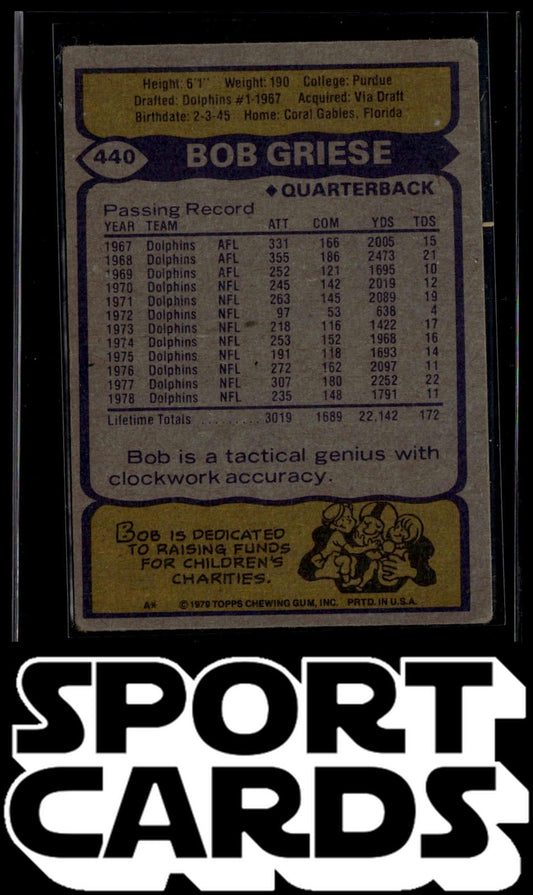 Height: 6'1" Weight: 190 College: Purdue
Drafted: Dolphins #1-1967 Acquired: Via Draft
Birthdate: 2-3-45 Home: Coral Gables, Florida
440 BOB GRIESE
◆ QUARTERBACK
Passing Record
YEAR TEAM ATT COM YDS TDS
1967 Dolphins AFL 331 166 2005 15
1968 Dolphins AFL 355 186 2473 21
1969 Dolphins AFL 252 121 1695 10
1970 Dolphins NFL 245 142 2019 12
1971 Dolphins NFL 263 145 2089 19
1972 Dolphins NFL 97 53 638 4
1973 Dolphins NFL 218 116 1422 17
1974 Dolphins NFL 253 152 1968 16
1975 Dolphins NFL 191 118 1693 14
1976 Dolphins NFL 272 162 2097 11
1977 Dolphins NFL 307 180 2252 22
1978 Dolphins NFL 235 148 1791 11
Lifetime Totals .......... 3019 1689 22,142 172
Bob is a tactical genius with
clockwork accuracy.
BOB IS DEDICATED
TO RAISING FUNDS
FOR CHILDREN'S
CHARITIES.
A* © 1979 TOPPS CHEWING GUM, INC. PRTD. IN U.S.A.
SPORT
CARDS